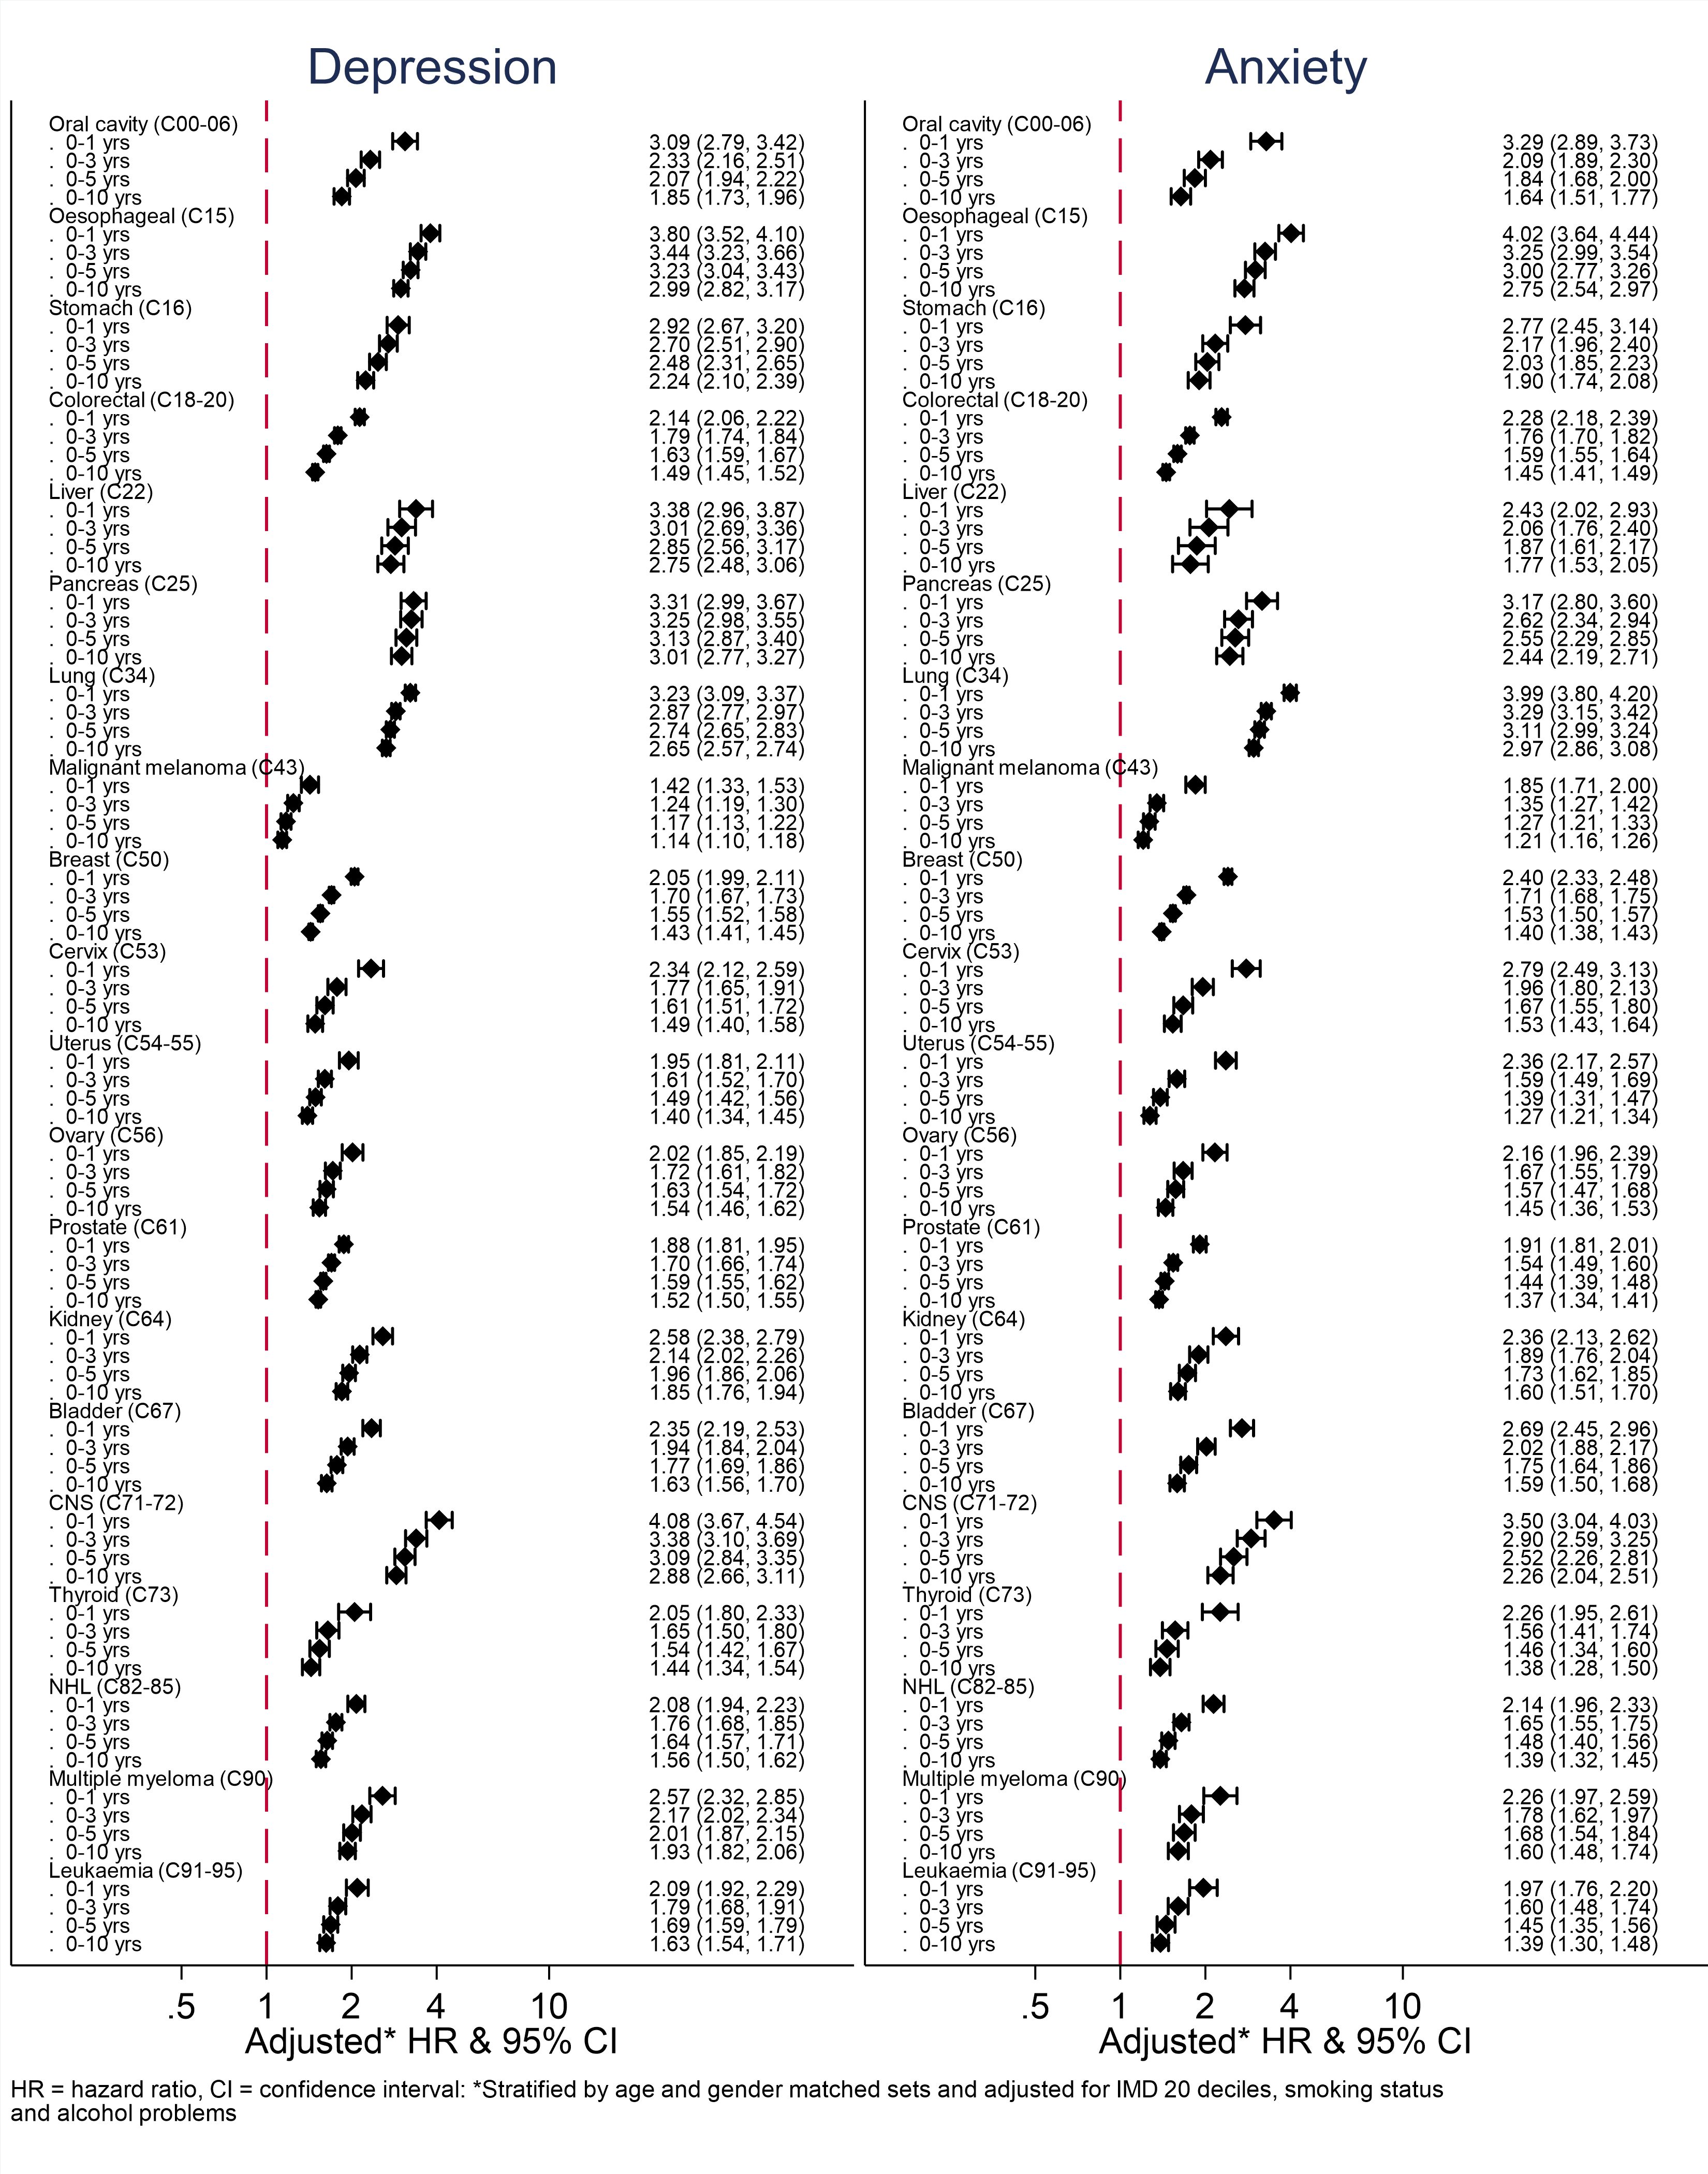 Depression
Oral cavity (C00-06)
. 0-1 yrs 3.09 (2.79, 3.42)
. 0-3 yrs 2.33 (2.16, 2.51)
. 0-5 yrs 2.07 (1.94, 2.22)
. 0-10 yrs 1.85 (1.73, 1.96)
Oesophageal (C15)
. 0-1 yrs 3.80 (3.52, 4.10)
. 0-3 yrs 3.44 (3.23, 3.66)
. 0-5 yrs 3.23 (3.04, 3.43)
. 0-10 yrs 2.99 (2.82, 3.17)
Stomach (C16)
. 0-1 yrs 2.92 (2.67, 3.20)
. 0-3 yrs 2.70 (2.51, 2.90)
. 0-5 yrs 2.48 (2.31, 2.65)
. 0-10 yrs 2.24 (2.10, 2.39)
Colorectal (C18-20)
. 0-1 yrs 2.14 (2.06, 2.22)
. 0-3 yrs 1.79 (1.74, 1.84)
. 0-5 yrs 1.63 (1.59, 1.67)
. 0-10 yrs 1.49 (1.45, 1.52)
Liver (C22)
. 0-1 yrs 3.38 (2.96, 3.87)
. 0-3 yrs 3.01 (2.69, 3.36)
. 0-5 yrs 2.85 (2.56, 3.17)
. 0-10 yrs 2.75 (2.48, 3.06)
Pancreas (C25)
. 0-1 yrs 3.31 (2.99, 3.67)
. 0-3 yrs 3.25 (2.98, 3.55)
. 0-5 yrs 3.13 (2.87, 3.40)
. 0-10 yrs 3.01 (2.77, 3.27)
Lung (C34)
. 0-1 yrs 3.23 (3.09, 3.37)
. 0-3 yrs 2.87 (2.77, 2.97)
. 0-5 yrs 2.74 (2.65, 2.83)
. 0-10 yrs 2.65 (2.57, 2.74)
Malignant melanoma (C43)
. 0-1 yrs 1.42 (1.33, 1.53)
. 0-3 yrs 1.24 (1.19, 1.30)
. 0-5 yrs 1.17 (1.13, 1.22)
. 0-10 yrs 1.14 (1.10, 1.18)
Breast (C50)
. 0-1 yrs 2.05 (1.99, 2.11)
. 0-3 yrs 1.70 (1.67, 1.73)
. 0-5 yrs 1.55 (1.52, 1.58)
. 0-10 yrs 1.43 (1.41, 1.45)
Cervix (C53)
. 0-1 yrs 2.34 (2.12, 2.59)
. 0-3 yrs 1.77 (1.65, 1.91)
. 0-5 yrs 1.61 (1.51, 1.72)
. 0-10 yrs 1.49 (1.40, 1.58)
Uterus (C54-55)
. 0-1 yrs 1.95 (1.81, 2.11)
. 0-3 yrs 1.61 (1.52, 1.70)
. 0-5 yrs 1.49 (1.42, 1.56)
. 0-10 yrs 1.40 (1.34, 1.45)
Ovary (C56)
. 0-1 yrs 2.02 (1.85, 2.19)
. 0-3 yrs 1.72 (1.61, 1.82)
. 0-5 yrs 1.63 (1.54, 1.72)
. 0-10 yrs 1.54 (1.46, 1.62)
Prostate (C61)
. 0-1 yrs 1.88 (1.81, 1.95)
. 0-3 yrs 1.70 (1.66, 1.74)
. 0-5 yrs 1.59 (1.55, 1.62)
. 0-10 yrs 1.52 (1.50, 1.55)
Kidney (C64)
. 0-1 yrs 2.58 (2.38, 2.79)
. 0-3 yrs 2.14 (2.02, 2.26)
. 0-5 yrs 1.96 (1.86, 2.06)
. 0-10 yrs 1.85 (1.76, 1.94)
Bladder (C67)
. 0-1 yrs 2.35 (2.19, 2.53)
. 0-3 yrs 1.94 (1.84, 2.04)
. 0-5 yrs 1.77 (1.69, 1.86)
. 0-10 yrs 1.63 (1.56, 1.70)
CNS (C71-72)
. 0-1 yrs 4.08 (3.67, 4.54)
. 0-3 yrs 3.38 (3.10, 3.69)
. 0-5 yrs 3.09 (2.84, 3.35)
. 0-10 yrs 2.88 (2.66, 3.11)
Thyroid (C73)
. 0-1 yrs 2.05 (1.80, 2.33)
. 0-3 yrs 1.65 (1.50, 1.80)
. 0-5 yrs 1.54 (1.42, 1.67)
. 0-10 yrs 1.44 (1.34, 1.54)
NHL (C82-85)
. 0-1 yrs 2.08 (1.94, 2.23)
. 0-3 yrs 1.76 (1.68, 1.85)
. 0-5 yrs 1.64 (1.57, 1.71)
. 0-10 yrs 1.56 (1.50, 1.62)
Multiple myeloma (C90)
. 0-1 yrs 2.57 (2.32, 2.85)
. 0-3 yrs 2.17 (2.02, 2.34)
. 0-5 yrs 2.01 (1.87, 2.15)
. 0-10 yrs 1.93 (1.82, 2.06)
Leukaemia (C91-95)
. 0-1 yrs 2.09 (1.92, 2.29)
. 0-3 yrs 1.79 (1.68, 1.91)
. 0-5 yrs 1.69 (1.59, 1.79)
. 0-10 yrs 1.63 (1.54, 1.71)
.5 1 2 4 10
Adjusted* HR & 95% CI
Anxiety
Oral cavity (C00-06)
. 0-1 yrs 3.29 (2.89, 3.73)
. 0-3 yrs 2.09 (1.89, 2.30)
. 0-5 yrs 1.84 (1.68, 2.00)
. 0-10 yrs 1.64 (1.51, 1.77)
Oesophageal (C15)
. 0-1 yrs 4.02 (3.64, 4.44)
. 0-3 yrs 3.25 (2.99, 3.54)
. 0-5 yrs 3.00 (2.77, 3.26)
. 0-10 yrs 2.75 (2.54, 2.97)
Stomach (C16)
. 0-1 yrs 2.77 (2.45, 3.14)
. 0-3 yrs 2.17 (1.96, 2.40)
. 0-5 yrs 2.03 (1.85, 2.23)
. 0-10 yrs 1.90 (1.74, 2.08)
Colorectal (C18-20)
. 0-1 yrs 2.28 (2.18, 2.39)
. 0-3 yrs 1.76 (1.70, 1.82)
. 0-5 yrs 1.59 (1.55, 1.64)
. 0-10 yrs 1.45 (1.41, 1.49)
Liver (C22)
. 0-1 yrs 2.43 (2.02, 2.93)
. 0-3 yrs 2.06 (1.76, 2.40)
. 0-5 yrs 1.87 (1.61, 2.17)
. 0-10 yrs 1.77 (1.53, 2.05)
Pancreas (C25)
. 0-1 yrs 3.17 (2.80, 3.60)
. 0-3 yrs 2.62 (2.34, 2.94)
. 0-5 yrs 2.55 (2.29, 2.85)
. 0-10 yrs 2.44 (2.19, 2.71)
Lung (C34)
. 0-1 yrs 3.99 (3.80, 4.20)
. 0-3 yrs 3.29 (3.15, 3.42)
. 0-5 yrs 3.11 (2.99, 3.24)
. 0-10 yrs 2.97 (2.86, 3.08)
Malignant melanoma (C43)
. 0-1 yrs 1.85 (1.71, 2.00)
. 0-3 yrs 1.35 (1.27, 1.42)
. 0-5 yrs 1.27 (1.21, 1.33)
. 0-10 yrs 1.21 (1.16, 1.26)
Breast (C50)
. 0-1 yrs 2.40 (2.33, 2.48)
. 0-3 yrs 1.71 (1.68, 1.75)
. 0-5 yrs 1.53 (1.50, 1.57)
. 0-10 yrs 1.40 (1.38, 1.43)
Cervix (C53)
. 0-1 yrs 2.79 (2.49, 3.13)
. 0-3 yrs 1.96 (1.80, 2.13)
. 0-5 yrs 1.67 (1.55, 1.80)
. 0-10 yrs 1.53 (1.43, 1.64)
Uterus (C54-55)
. 0-1 yrs 2.36 (2.17, 2.57)
. 0-3 yrs 1.59 (1.49, 1.69)
. 0-5 yrs 1.39 (1.31, 1.47)
. 0-10 yrs 1.27 (1.21, 1.34)
Ovary (C56)
. 0-1 yrs 2.16 (1.96, 2.39)
. 0-3 yrs 1.67 (1.55, 1.79)
. 0-5 yrs 1.57 (1.47, 1.68)
. 0-10 yrs 1.45 (1.36, 1.53)
Prostate (C61)
. 0-1 yrs 1.91 (1.81, 2.01)
. 0-3 yrs 1.54 (1.49, 1.60)
. 0-5 yrs 1.44 (1.39, 1.48)
. 0-10 yrs 1.37 (1.34, 1.41)
Kidney (C64)
. 0-1 yrs 2.36 (2.13, 2.62)
. 0-3 yrs 1.89 (1.76, 2.04)
. 0-5 yrs 1.73 (1.62, 1.85)
. 0-10 yrs 1.60 (1.51, 1.70)
Bladder (C67)
. 0-1 yrs 2.69 (2.45, 2.96)
. 0-3 yrs 2.02 (1.88, 2.17)
. 0-5 yrs 1.75 (1.64, 1.86)
. 0-10 yrs 1.59 (1.50, 1.68)
CNS (C71-72)
. 0-1 yrs 3.50 (3.04, 4.03)
. 0-3 yrs 2.90 (2.59, 3.25)
. 0-5 yrs 2.52 (2.26, 2.81)
. 0-10 yrs 2.26 (2.04, 2.51)
Thyroid (C73)
. 0-1 yrs 2.26 (1.95, 2.61)
. 0-3 yrs 1.56 (1.41, 1.74)
. 0-5 yrs 1.46 (1.34, 1.60)
. 0-10 yrs 1.38 (1.28, 1.50)
NHL (C82-85)
. 0-1 yrs 2.14 (1.96, 2.33)
. 0-3 yrs 1.65 (1.55, 1.75)
. 0-5 yrs 1.48 (1.40, 1.56)
. 0-10 yrs 1.39 (1.32, 1.45)
Multiple myeloma (C90)
. 0-1 yrs 2.26 (1.97, 2.59)
. 0-3 yrs 1.78 (1.62, 1.97)
. 0-5 yrs 1.68 (1.54, 1.84)
. 0-10 yrs 1.60 (1.48, 1.74)
Leukaemia (C91-95)
. 0-1 yrs 1.97 (1.76, 2.20)
. 0-3 yrs 1.60 (1.48, 1.74)
. 0-5 yrs 1.45 (1.35, 1.56)
. 0-10 yrs 1.39 (1.30, 1.48)
.5 1 2 4 10
Adjusted* HR & 95% CI
HR = hazard ratio, CI = confidence interval: *Stratified by age and gender matched sets and adjusted for IMD 20 deciles, smoking status
and alcohol problems